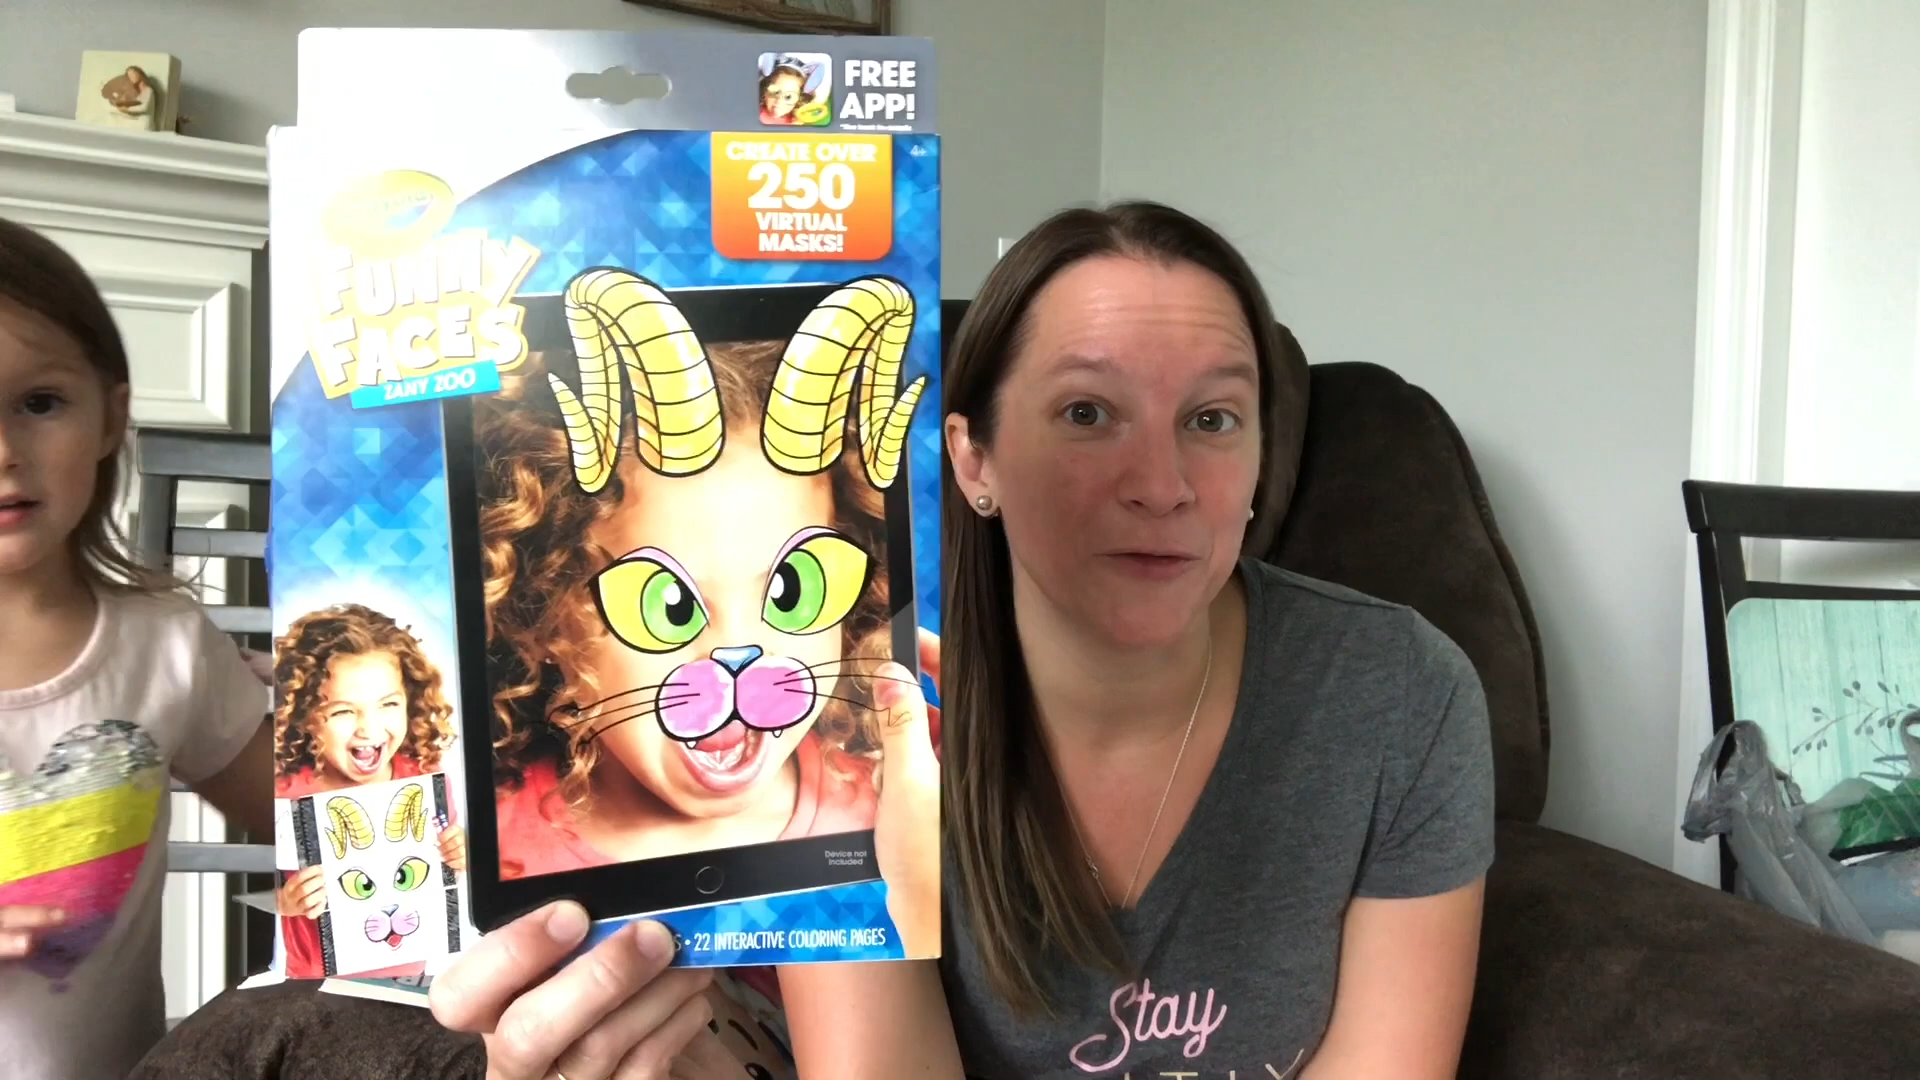 FREE
APP!
CREATE OVER
250
VIRTUAL
MASKS!
4+
FUNNY
FACES
ZANY ZOO
Device not
included
• 22 INTERACTIVE COLORING PAGES
Stay